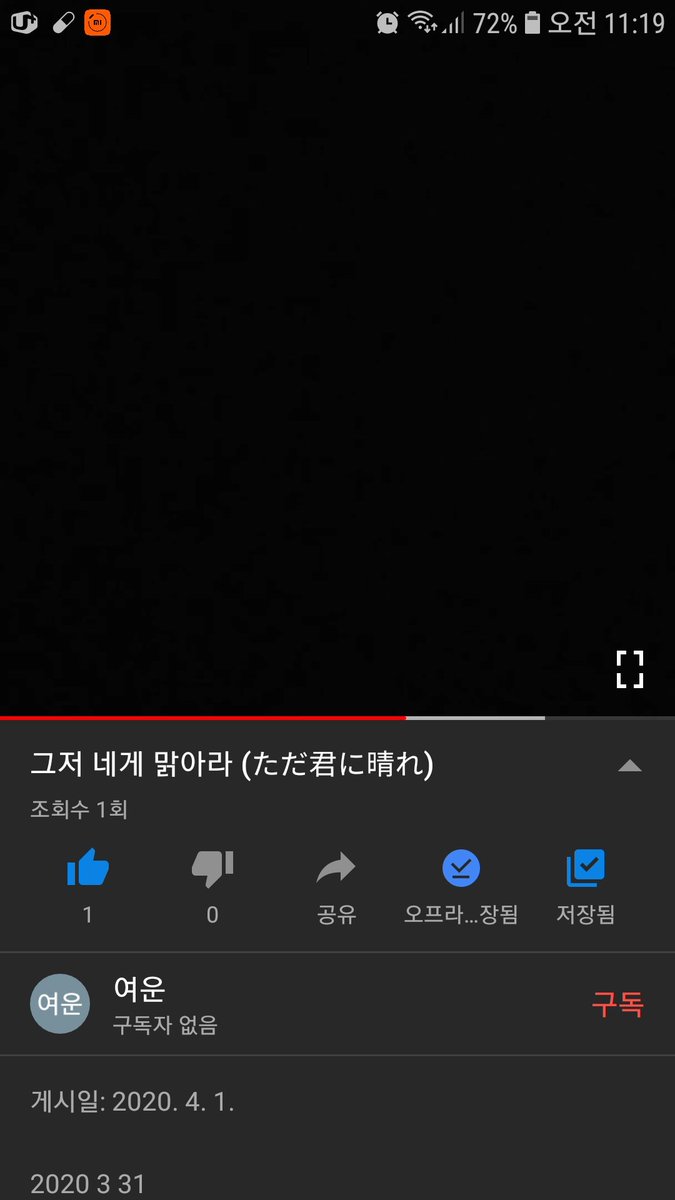 72% 오전 11:19
그저 네게 맑아라 (ただ君に晴れ)
조회수 1회
1 0 공유 오프라...장됨 저장됨
여운 여운
구독자 없음
구독
게시일: 2020. 4. 1.
2020 3 31